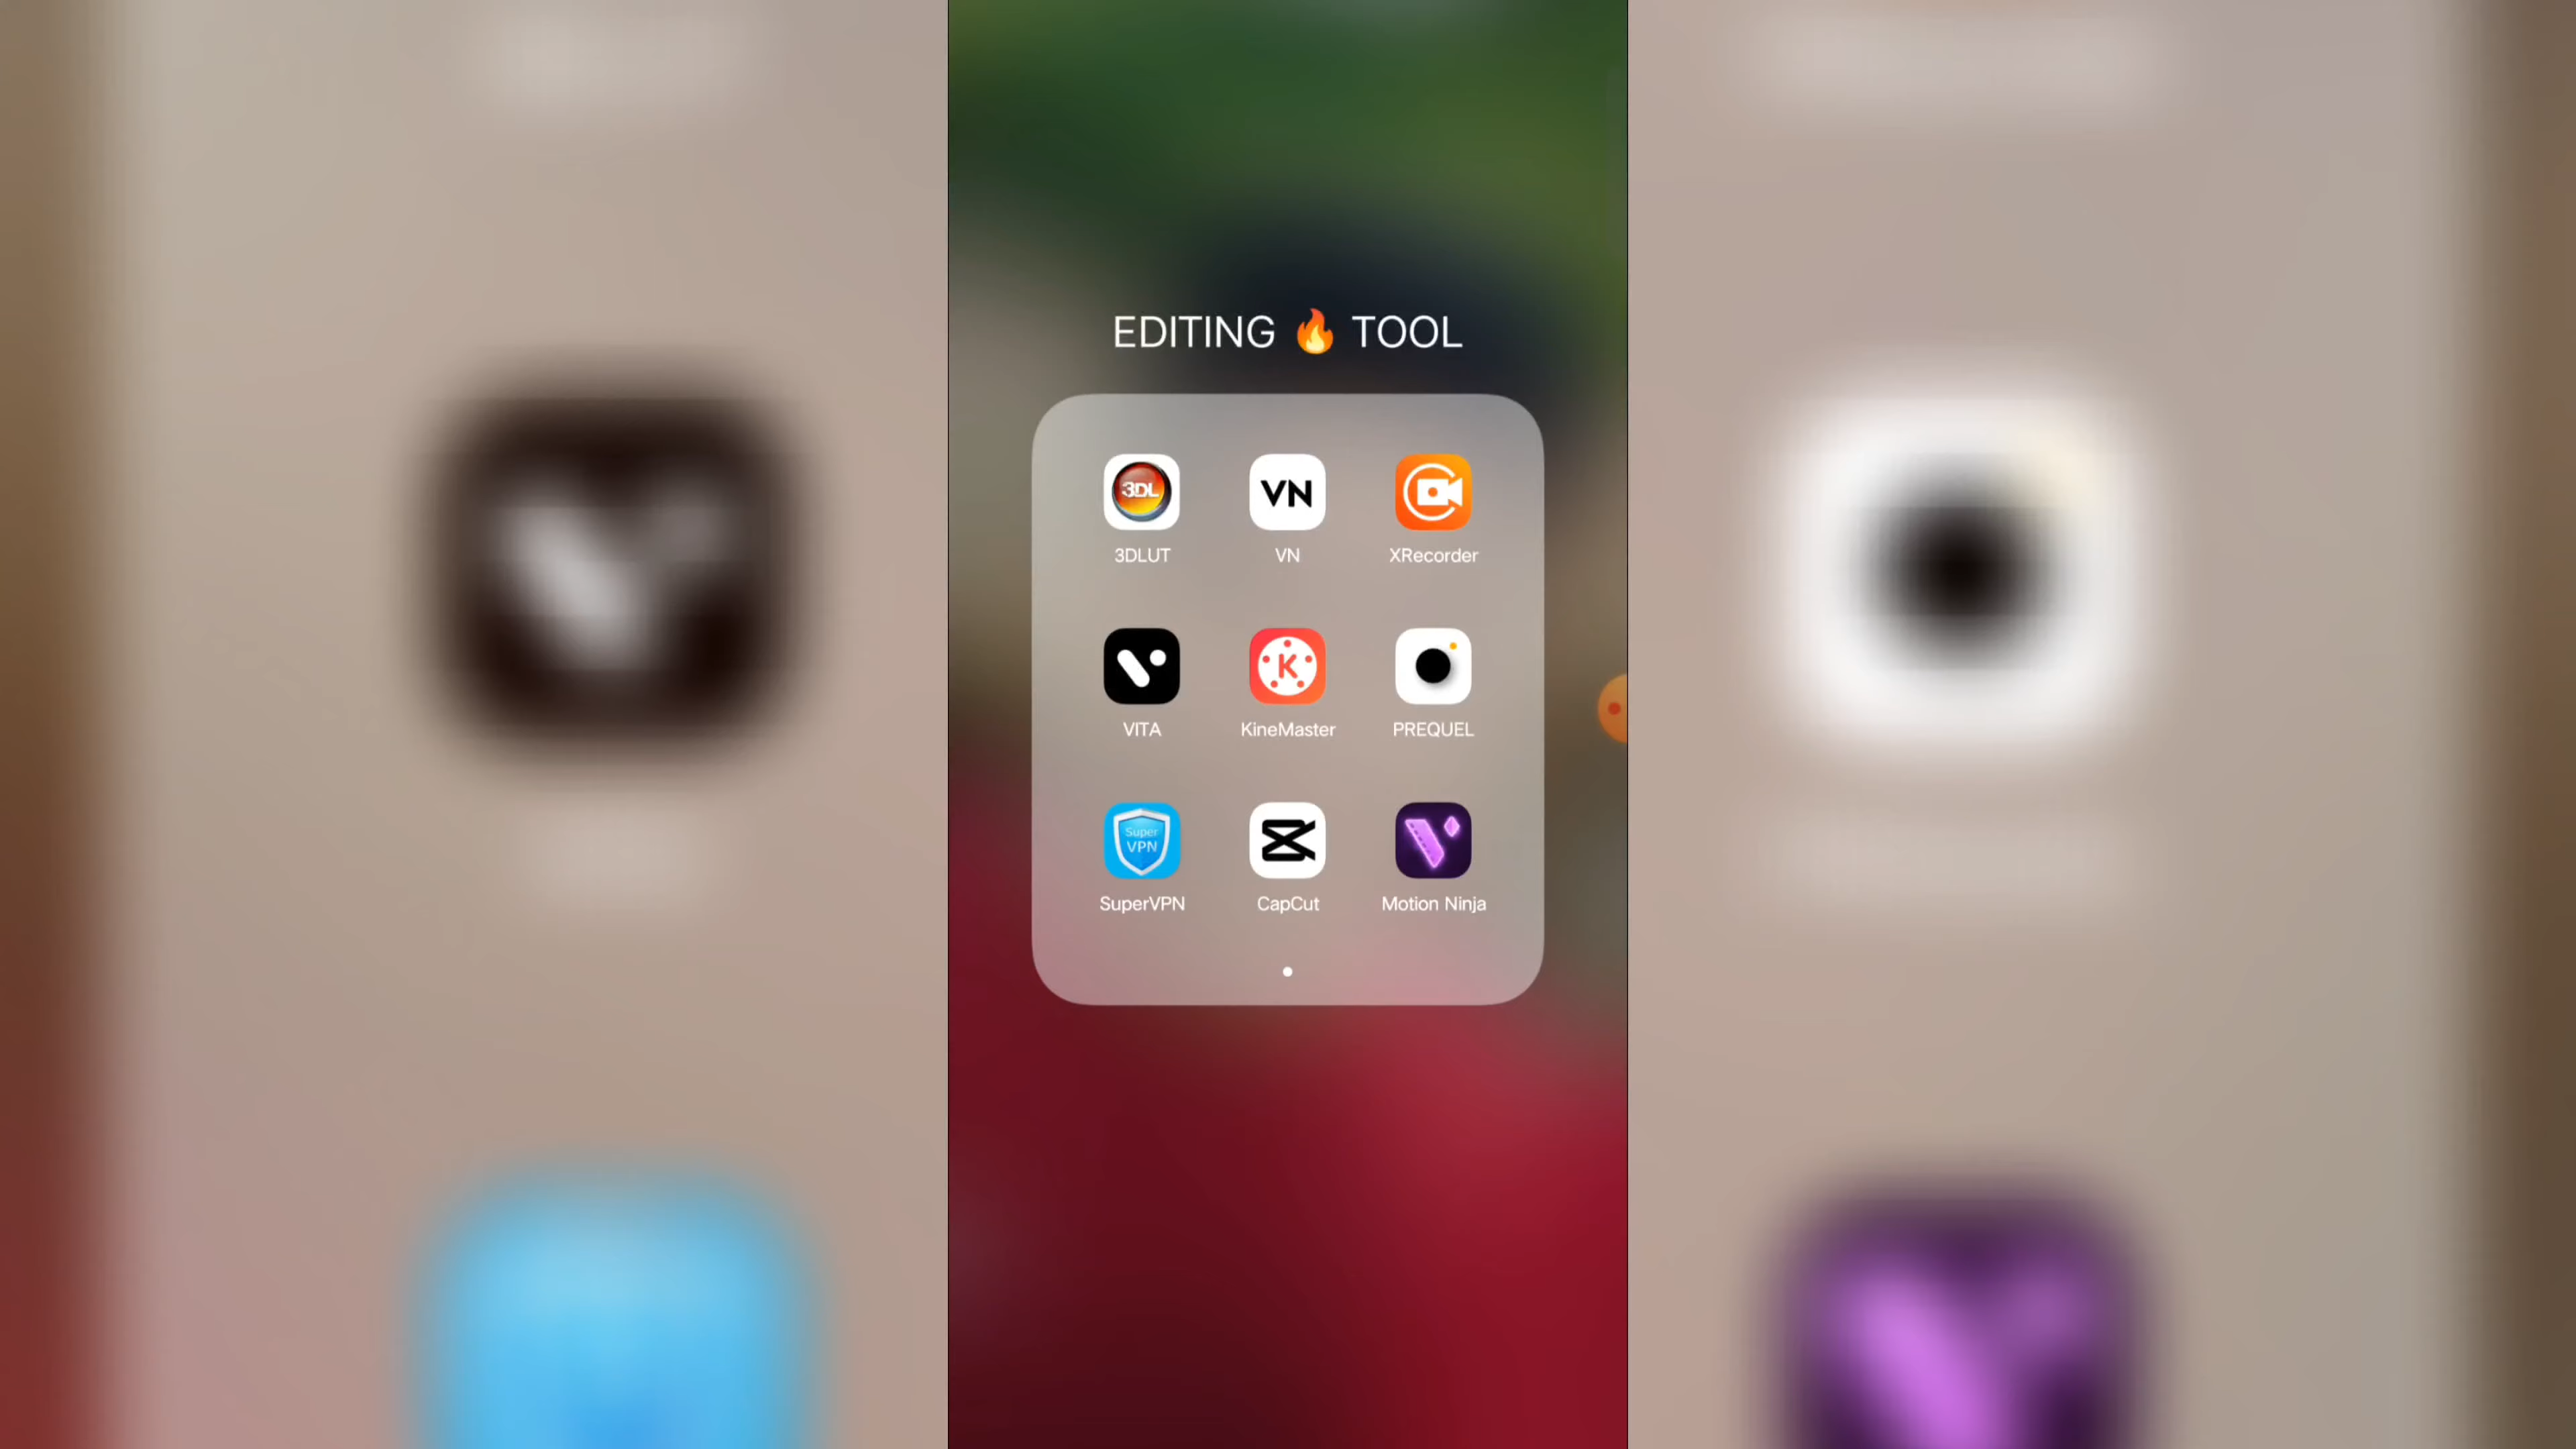 EDITING 🔥 TOOL
3DL
VN
3DLUT
VN
XRecorder
K
VITA
KineMaster
PREQUEL
Super
VPN
SuperVPN
CapCut
Motion Ninja